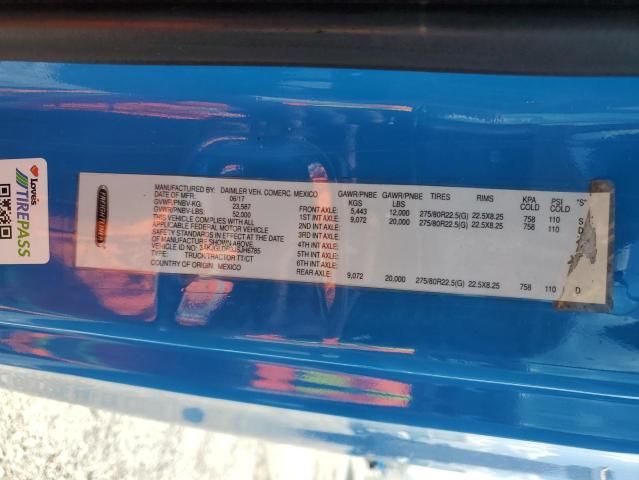 Love's
TIREPASS
FREIGHTLINER
MANUFACTURED BY: DAIMLER VEH. COMERC. MEXICO
DATE OF MFR: 06/17
GVWR/PNBV-KG: 23,587
GVWR/PNBV-LBS: 52,000
THIS VEHICLE COMPLIES WITH ALL
APPLICABLE FEDERAL MOTOR VEHICLE
SAFETY STANDARDS IN EFFECT AT THE DATE
OF MANUFACTURE SHOWN ABOVE.
VEHICLE ID:
TYPE: TRUCK/TRACTOR TT/CT
COUNTRY OF ORIGIN: MEXICO
GAWR/PNBE KGS GAWR/PNBE LBS TIRES RIMS KPA COLD PSI COLD "S"
FRONT AXLE: 5,443 12,000 275/80R22.5(G) 22.5X8.25 758 110 S
1ST INT AXLE: 9,072 20,000 275/80R22.5(G) 22.5X8.25 758 110 D
2ND INT AXLE:
3RD INT AXLE:
4TH INT AXLE:
5TH INT AXLE:
6TH INT AXLE:
REAR AXLE: 9,072 20,000 275/80R22.5(G) 22.5X8.25 758 110 D